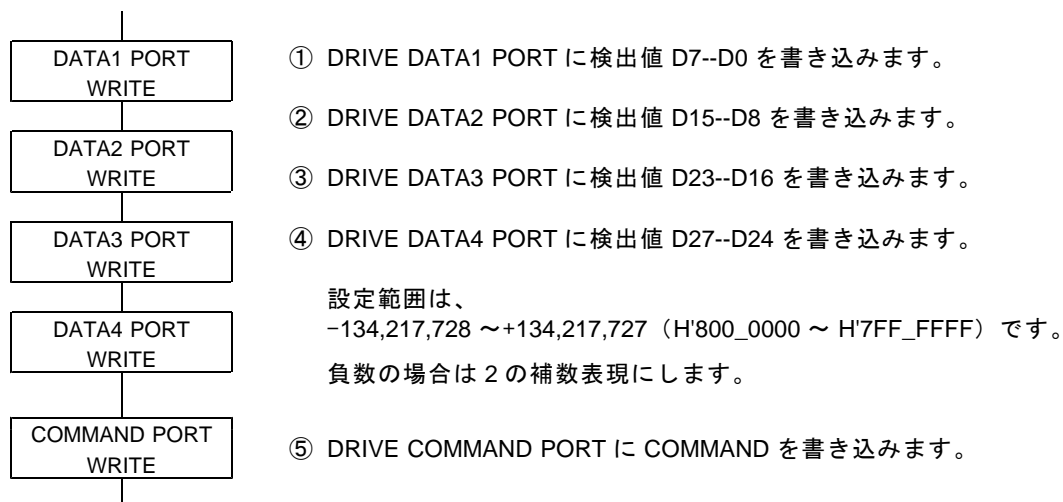 DATA1 PORT
WRITE
① DRIVE DATA1 PORT に検出値 D7--D0 を書き込みます。
② DRIVE DATA2 PORT に検出値 D15--D8 を書き込みます。
DATA2 PORT
WRITE
③ DRIVE DATA3 PORT に検出値 D23--D16 を書き込みます。
DATA3 PORT
WRITE
④ DRIVE DATA4 PORT に検出値 D27--D24 を書き込みます。
設定範囲は、
−134,217,728 ～+134,217,727（H'800_0000 ～ H'7FF_FFFF）です。
DATA4 PORT
WRITE
負数の場合は 2 の補数表現にします。
COMMAND PORT
WRITE
⑤ DRIVE COMMAND PORT に COMMAND を書き込みます。